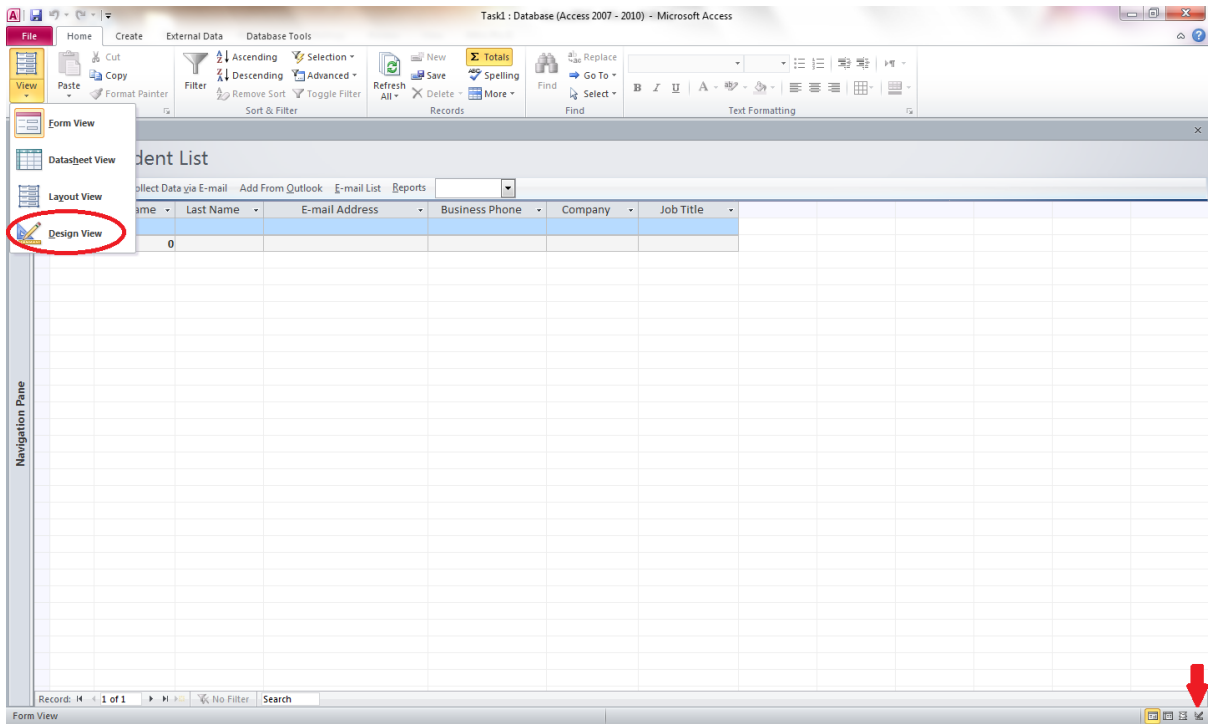 Task1 : Database (Access 2007 - 2010) - Microsoft Access
File Home Create External Data Database Tools
View
Paste
Cut
Copy
Format Painter
Filter
Ascending
Descending
Remove Sort
Selection
Advanced
Toggle Filter
Sort & Filter
Refresh All
New
Save
Delete
Totals
Spelling
More
Records
Find
Replace
Go To
Select
Find
B I U A
Text Formatting
Form View
Datasheet View
Layout View
Design View
dent List
ollect Data via E-mail Add From Outlook E-mail List Reports
ame Last Name E-mail Address Business Phone Company Job Title
0
Navigation Pane
Record: 1 of 1 No Filter Search
Form View